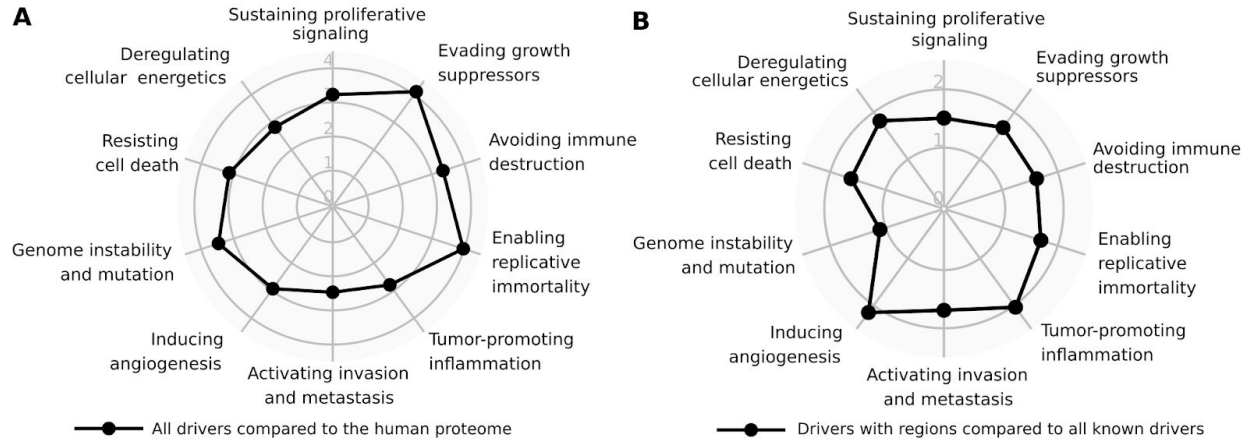 A
Sustaining proliferative
signaling
Evading growth
suppressors
Avoiding immune
destruction
Enabling
replicative
immortality
Tumor-promoting
inflammation
Activating invasion
and metastasis
Inducing
angiogenesis
Genome instability
and mutation
Resisting
cell death
Deregulating
cellular energetics
4
3
2
1
0
All drivers compared to the human proteome
B
Sustaining proliferative
signaling
Evading growth
suppressors
Avoiding immune
destruction
Enabling
replicative
immortality
Tumor-promoting
inflammation
Activating invasion
and metastasis
Inducing
angiogenesis
Genome instability
and mutation
Resisting
cell death
Deregulating
cellular energetics
2
1
0
Drivers with regions compared to all known drivers